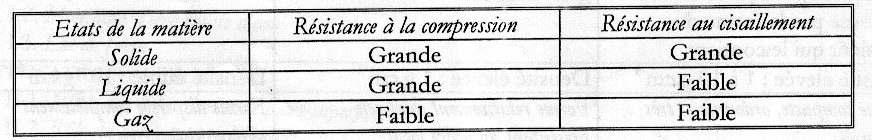 Etats de la matière Résistance à la compression Résistance au cisaillement
Solide Grande Grande
Liquide Grande Faible
Gaz Faible Faible